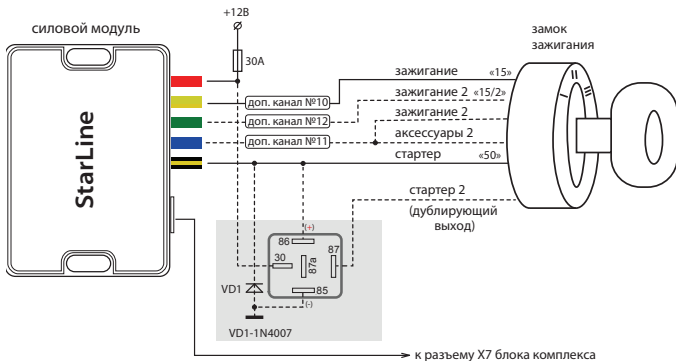 силовой модуль
StarLine
+12В
30А
замок
зажигания
зажигание «15»
доп. канал №10
зажигание 2 «15/2»
доп. канал №12
зажигание 2
доп. канал №11
аксессуары 2
стартер «50»
стартер 2
(дублирующий
выход)
I
II
III
(+)
86
87
30
87а
85
(-)
VD1
VD1-1N4007
к разъему X7 блока комплекса